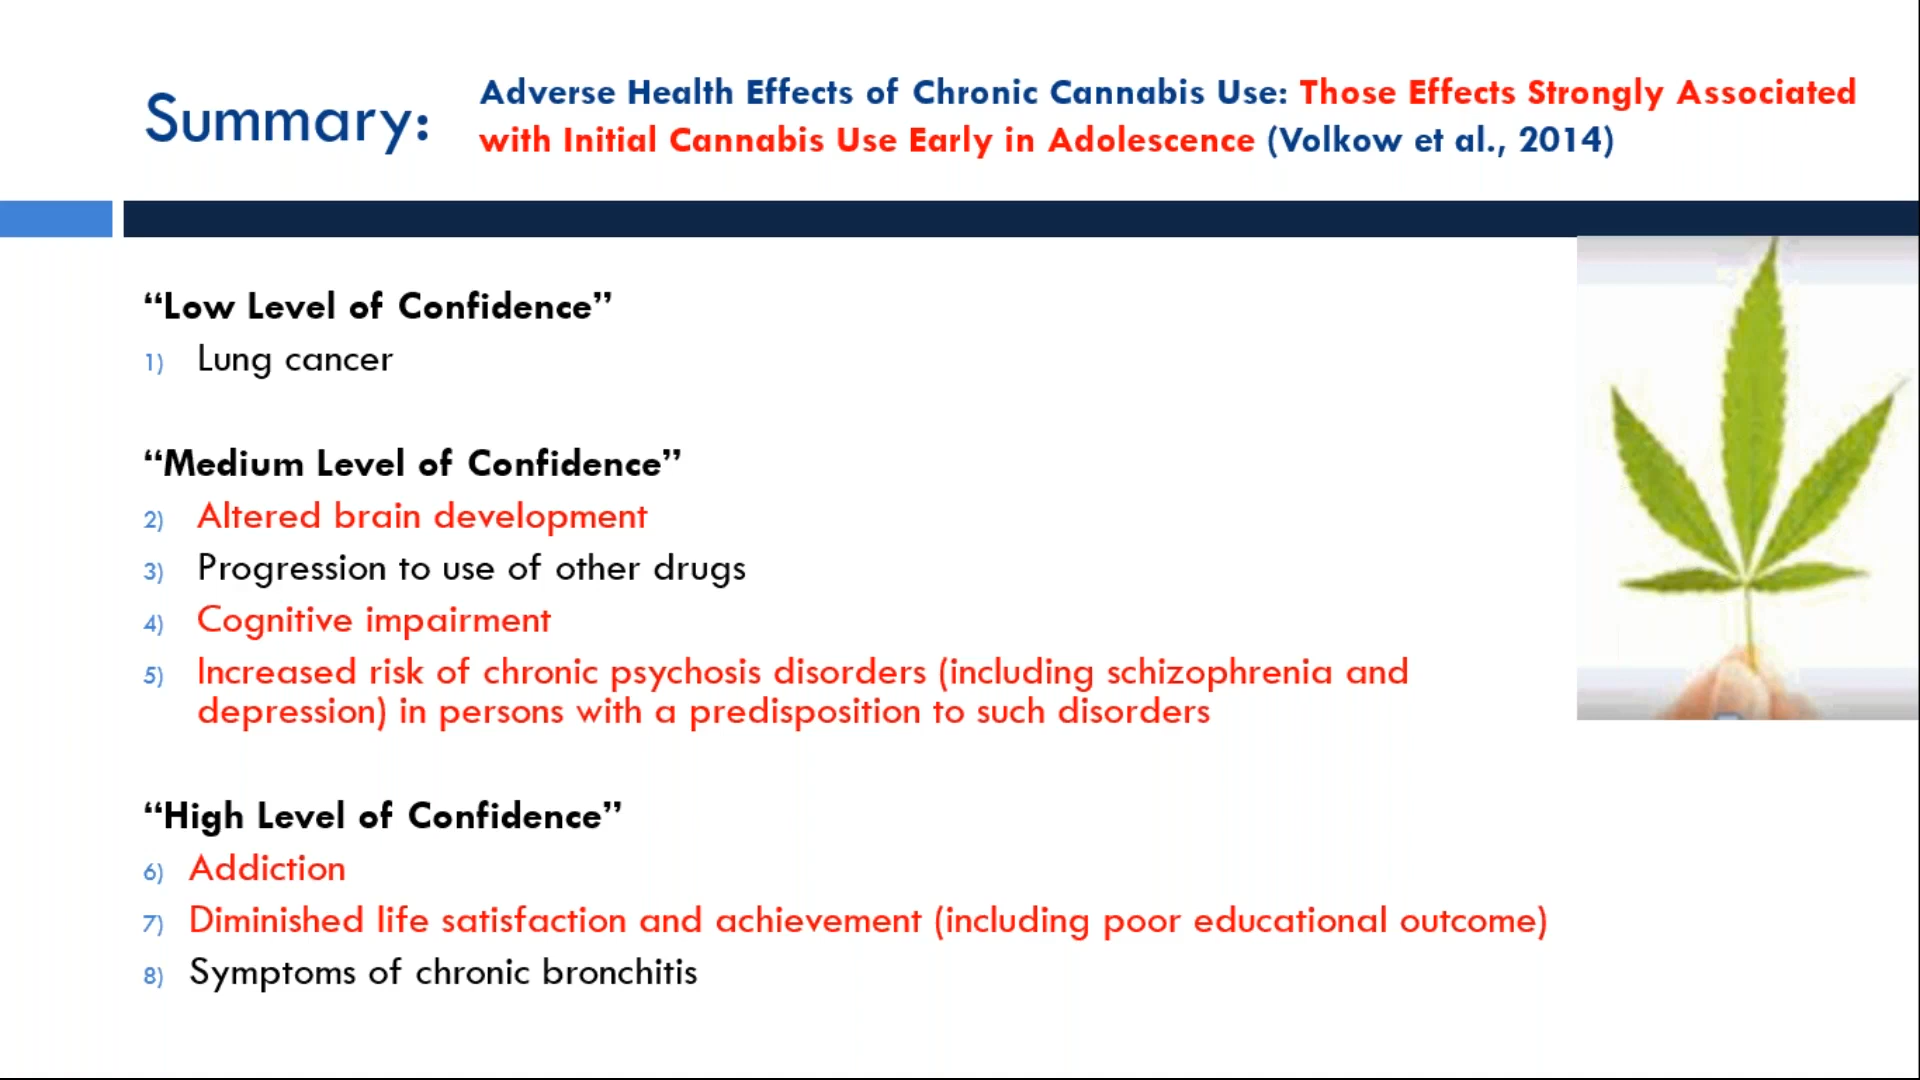 Summary:
Adverse Health Effects of Chronic Cannabis Use: Those Effects Strongly Associated
with Initial Cannabis Use Early in Adolescence (Volkow et al., 2014)
“Low Level of Confidence”
1) Lung cancer
“Medium Level of Confidence”
2) Altered brain development
3) Progression to use of other drugs
4) Cognitive impairment
5) Increased risk of chronic psychosis disorders (including schizophrenia and
depression) in persons with a predisposition to such disorders
“High Level of Confidence”
6) Addiction
7) Diminished life satisfaction and achievement (including poor educational outcome)
8) Symptoms of chronic bronchitis